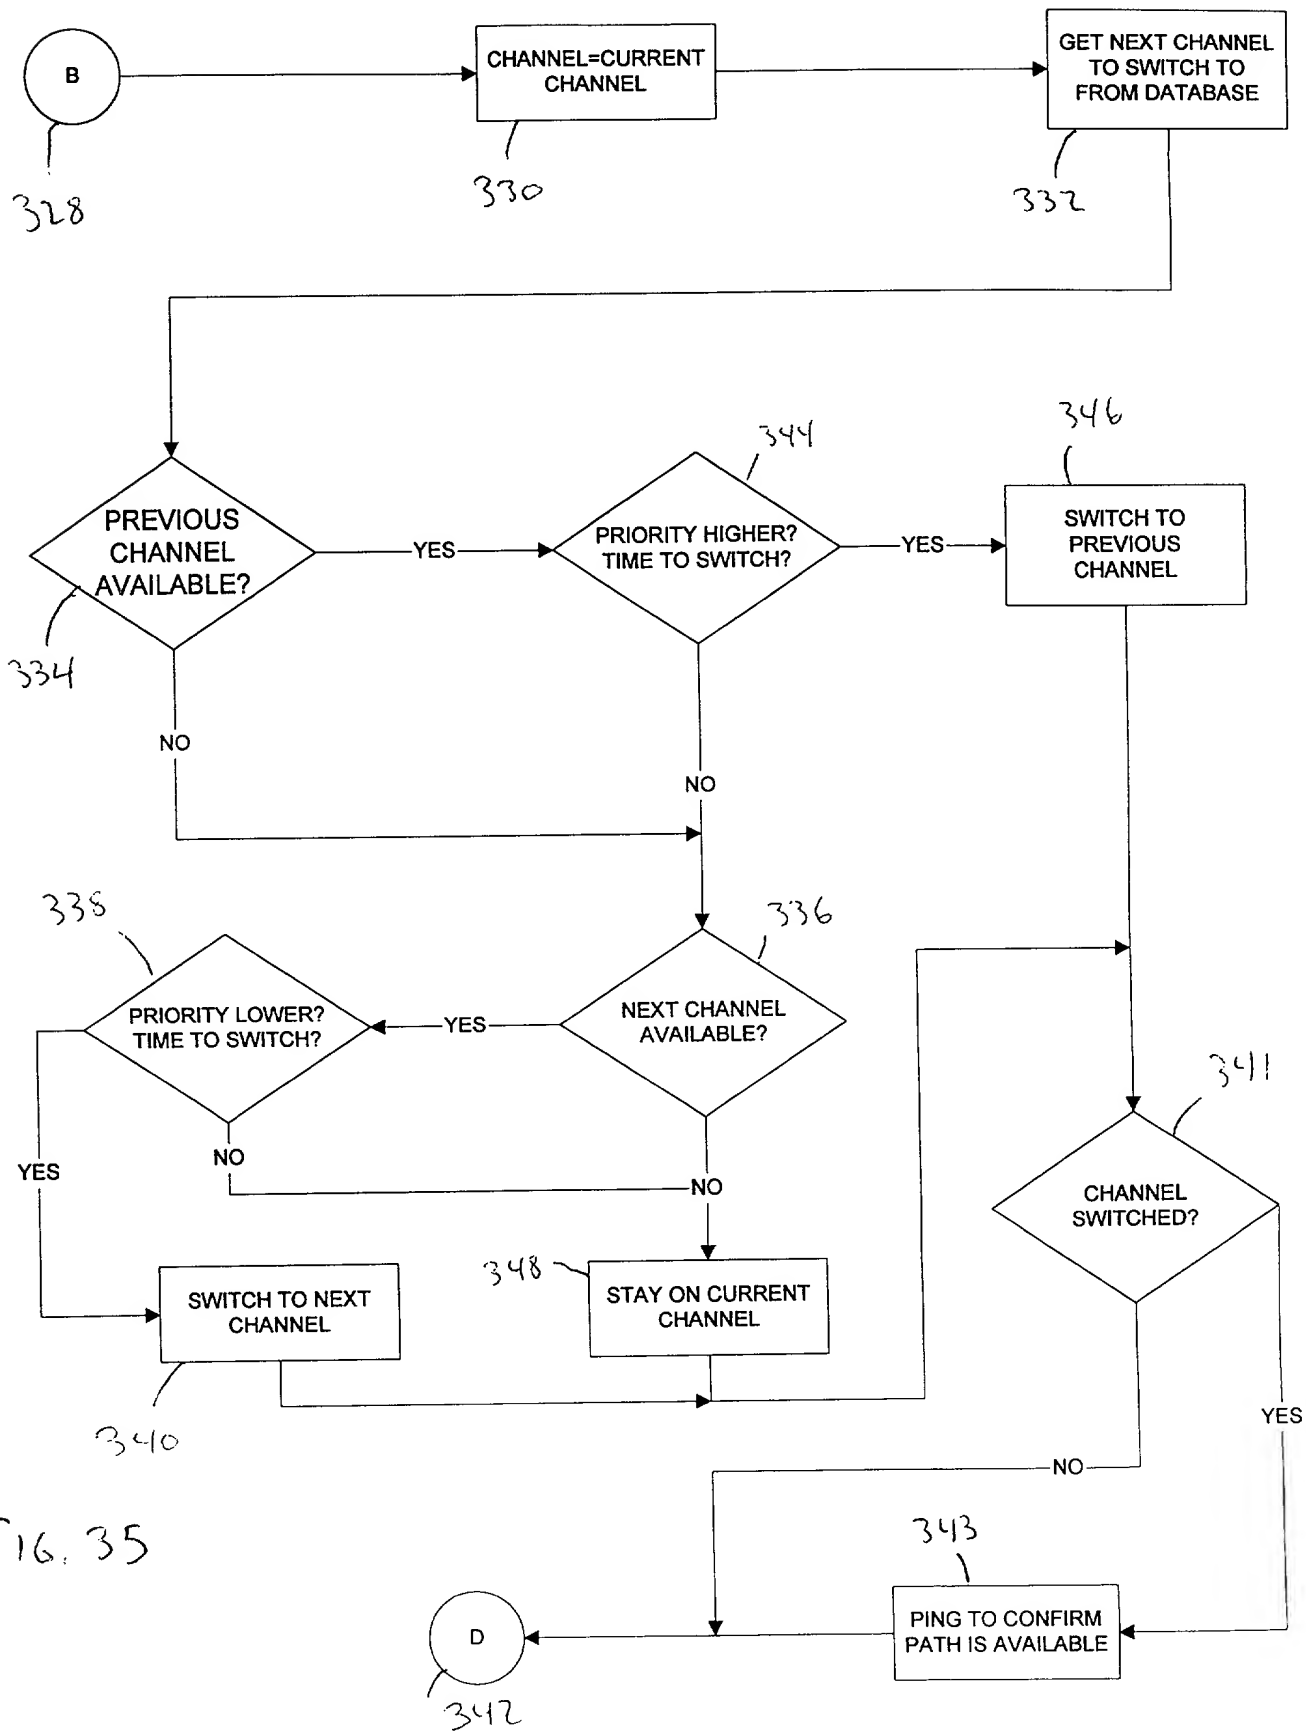 B
CHANNEL=CURRENT
CHANNEL
GET NEXT CHANNEL
TO SWITCH TO
FROM DATABASE
328
330
332
PREVIOUS
CHANNEL
AVAILABLE?
334
YES
344
PRIORITY HIGHER?
TIME TO SWITCH?
YES
346
SWITCH TO
PREVIOUS
CHANNEL
NO
NO
338
PRIORITY LOWER?
TIME TO SWITCH?
YES
336
NEXT CHANNEL
AVAILABLE?
341
CHANNEL
SWITCHED?
YES
NO
NO
SWITCH TO NEXT
CHANNEL
340
348
STAY ON CURRENT
CHANNEL
YES
NO
343
PING TO CONFIRM
PATH IS AVAILABLE
D
342
FIG. 35